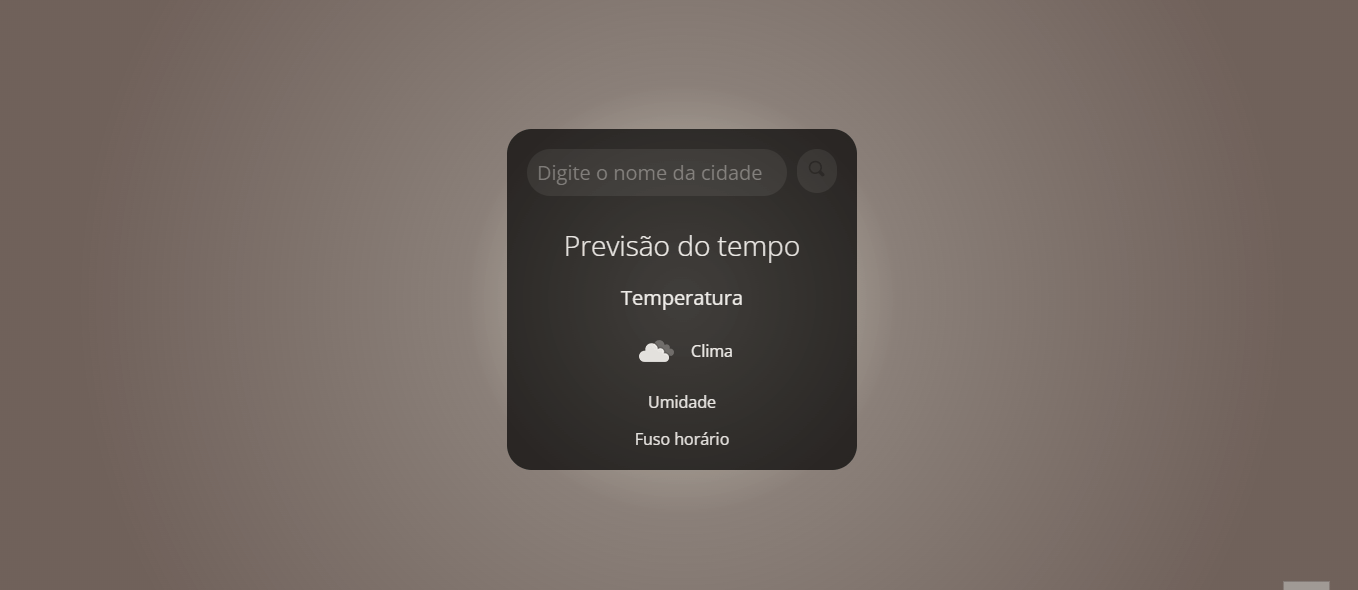 Digite o nome da cidade
Previsão do tempo
Temperatura
Clima
Umidade
Fuso horário